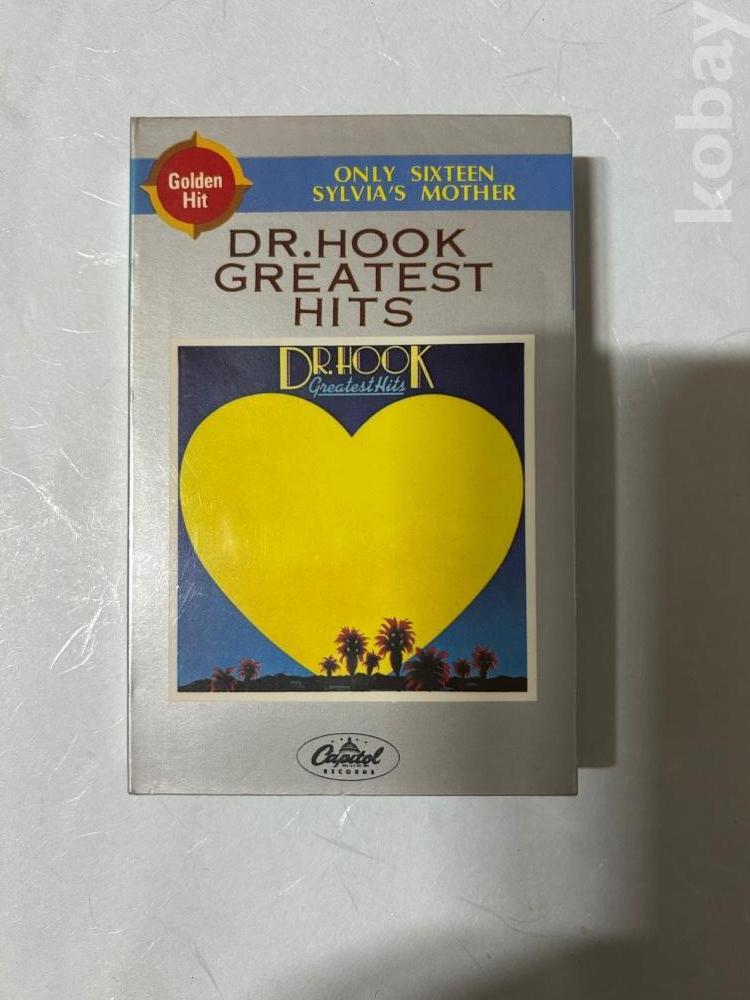 kobay
Golden
Hit
ONLY SIXTEEN
SYLVIA'S MOTHER
DR.HOOK
GREATEST
HITS
DR.HOOK
Greatest Hits
Capitol
RECORDS